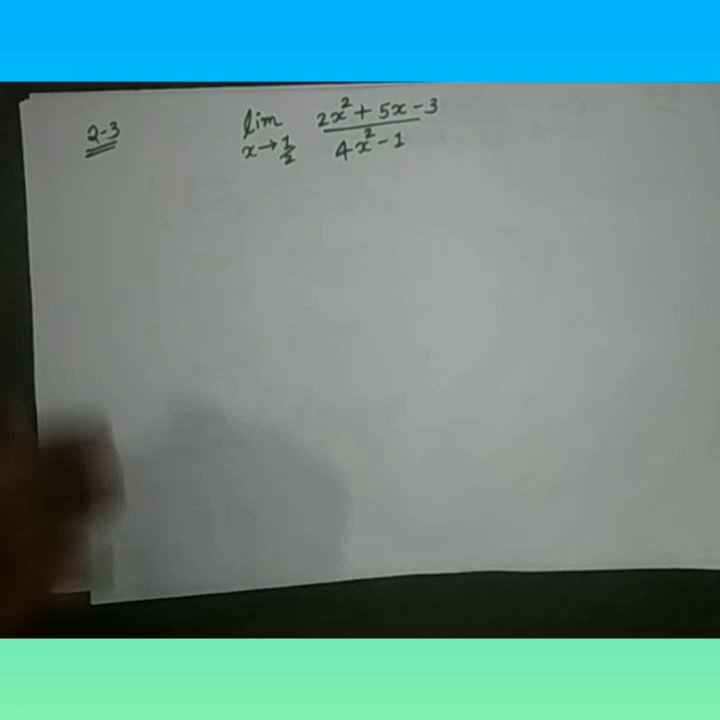 Q-3
lim 2x² + 5x - 3
x→1/2 4x² - 1